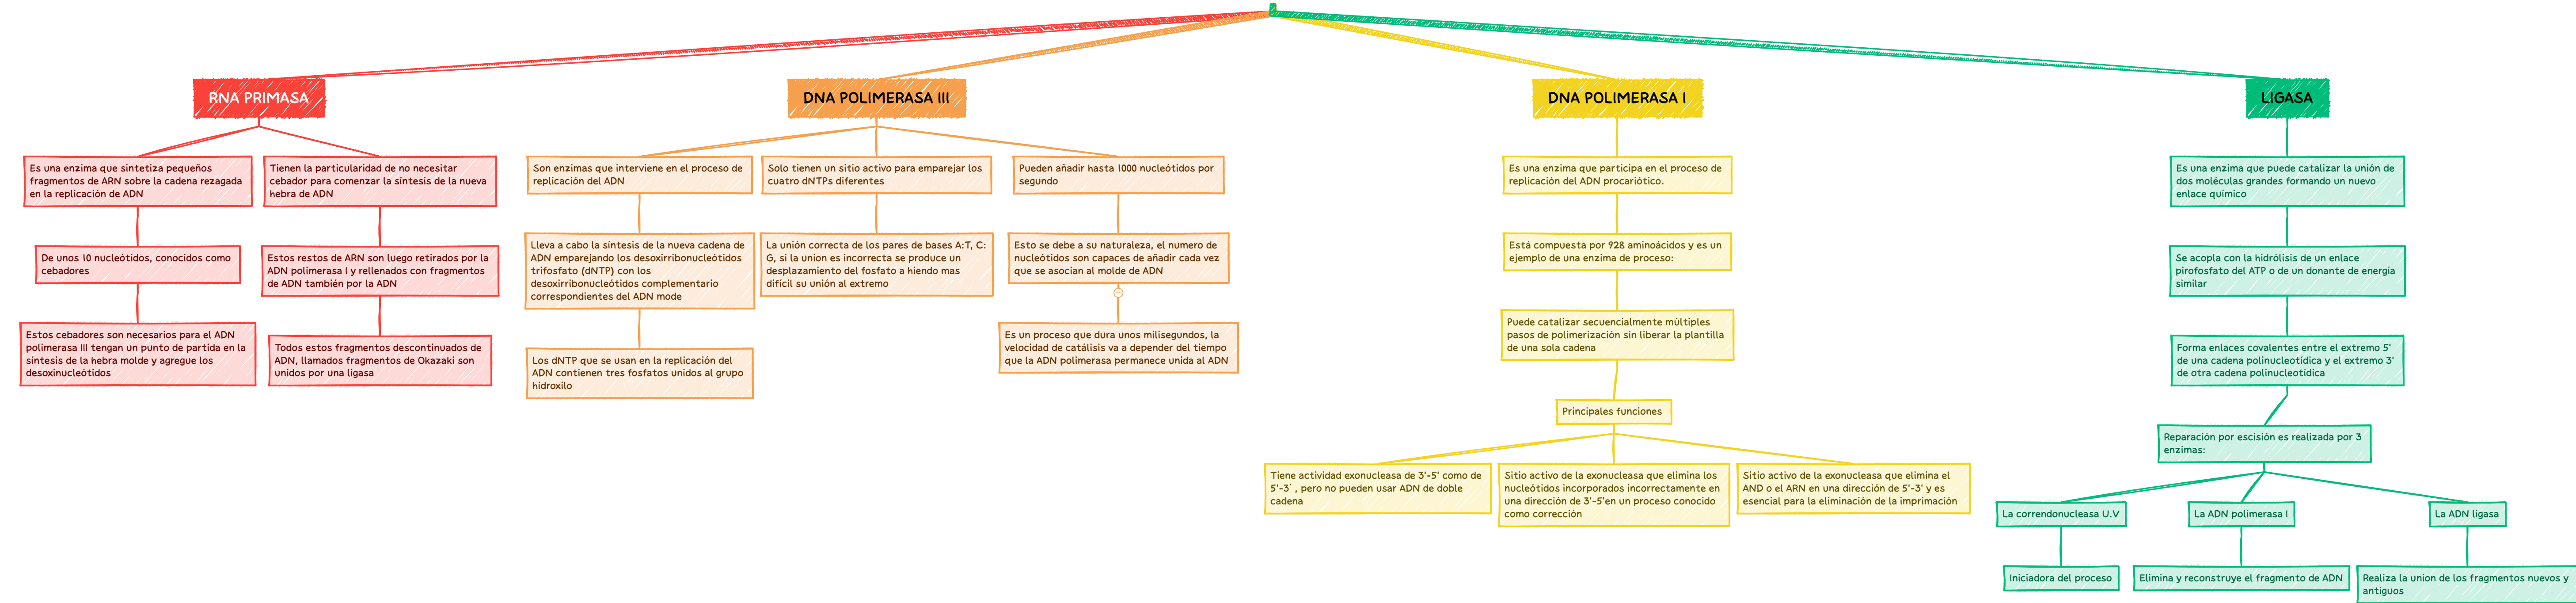 RNA PRIMASA
Es una enzima que sintetiza pequeños
fragmentos de ARN sobre la cadena rezagada
en la replicación de ADN
De unos 10 nucleótidos, conocidos como
cebadores
Estos cebadores son necesarios para el ADN
polimerasa III tengan un punto de partida en la
síntesis de la hebra molde y agregue los
desoxinucleótidos
Tienen la particularidad de no necesitar
cebador para comenzar la síntesis de la nueva
hebra de ADN
Estos restos de ARN son luego retirados por la
ADN polimerasa I y rellenados con fragmentos
de ADN también por la ADN
Todos estos fragmentos descontinuados de
ADN, llamados fragmentos de Okazaki son
unidos por una ligasa
DNA POLIMERASA III
Son enzimas que interviene en el proceso de
replicación del ADN
Lleva a cabo la síntesis de la nueva cadena de
ADN emparejando los desoxirribonucleótidos
trifosfato (dNTP) con los
desoxirribonucleótidos complementario
correspondientes del ADN mode
Los dNTP que se usan en la replicación del
ADN contienen tres fosfatos unidos al grupo
hidroxilo
Solo tienen un sitio activo para emparejar los
cuatro dNTPs diferentes
La unión correcta de los pares de bases A:T, C:
G, si la union es incorrecta se produce un
desplazamiento del fosfato a hiendo mas
difícil su unión al extremo
Pueden añadir hasta 1000 nucleótidos por
segundo
Esto se debe a su naturaleza, el numero de
nucleótidos son capaces de añadir cada vez
que se asocian al molde de ADN
Es un proceso que dura unos milisegundos, la
velocidad de catálisis va a depender del tiempo
que la ADN polimerasa permanece unida al ADN
DNA POLIMERASA I
Es una enzima que participa en el proceso de
replicación del ADN procariótico.
Está compuesta por 928 aminoácidos y es un
ejemplo de una enzima de proceso:
Puede catalizar secuencialmente múltiples
pasos de polimerización sin liberar la plantilla
de una sola cadena
Principales funciones
Tiene actividad exonucleasa de 3'-5' como de
5'-3' , pero no pueden usar ADN de doble
cadena
Sitio activo de la exonucleasa que elimina los
nucleótidos incorporados incorrectamente en
una dirección de 3'-5'en un proceso conocido
como corrección
Sitio activo de la exonucleasa que elimina el
AND o el ARN en una dirección de 5'-3' y es
esencial para la eliminación de la imprimación
LIGASA
Es una enzima que puede catalizar la unión de
dos moléculas grandes formando un nuevo
enlace químico
Se acopla con la hidrólisis de un enlace
pirofosfato del ATP o de un donante de energía
similar
Forma enlaces covalentes entre el extremo 5'
de una cadena polinucleotídica y el extremo 3'
de otra cadena polinucleotídica
Reparación por escisión es realizada por 3
enzimas:
La correndonucleasa U.V
Iniciadora del proceso
La ADN polimerasa I
Elimina y reconstruye el fragmento de ADN
La ADN ligasa
Realiza la union de los fragmentos nuevos y
antiguos